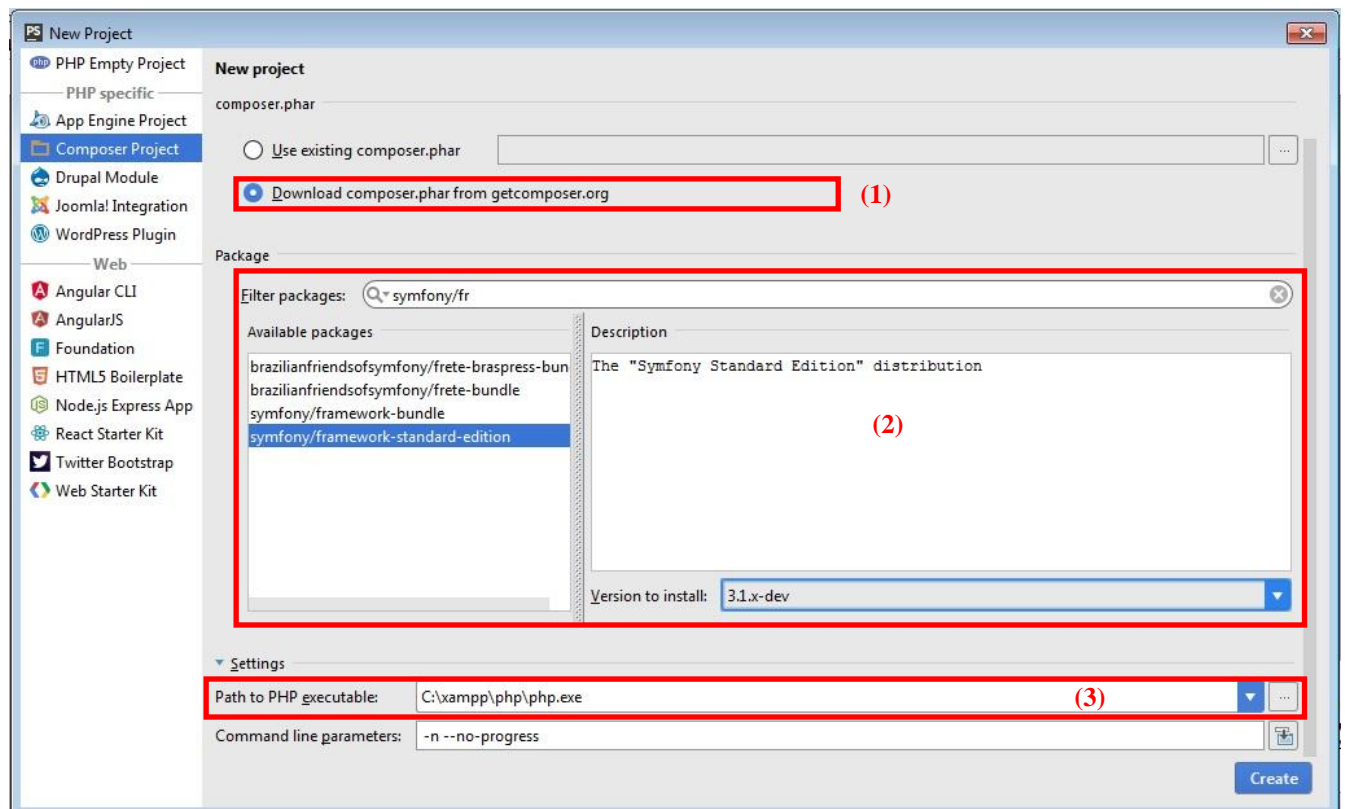 New Project
PHP Empty Project
PHP specific
App Engine Project
Composer Project
Drupal Module
Joomla! Integration
WordPress Plugin
Web
Angular CLI
AngularJS
Foundation
HTML5 Boilerplate
Node.js Express App
React Starter Kit
Twitter Bootstrap
Web Starter Kit
New project
composer.phar
Use existing composer.phar
...
Download composer.phar from getcomposer.org
(1)
Package
Filter packages: symfony/fr
Available packages
brazilianfriendsofsymfony/frete-braspress-bun
brazilianfriendsofsymfony/frete-bundle
symfony/framework-bundle
symfony/framework-standard-edition
Description
The "Symfony Standard Edition" distribution
(2)
Version to install: 3.1.x-dev
Settings
Path to PHP executable: C:\xampp\php\php.exe (3) ...
Command line parameters: -n --no-progress
Create